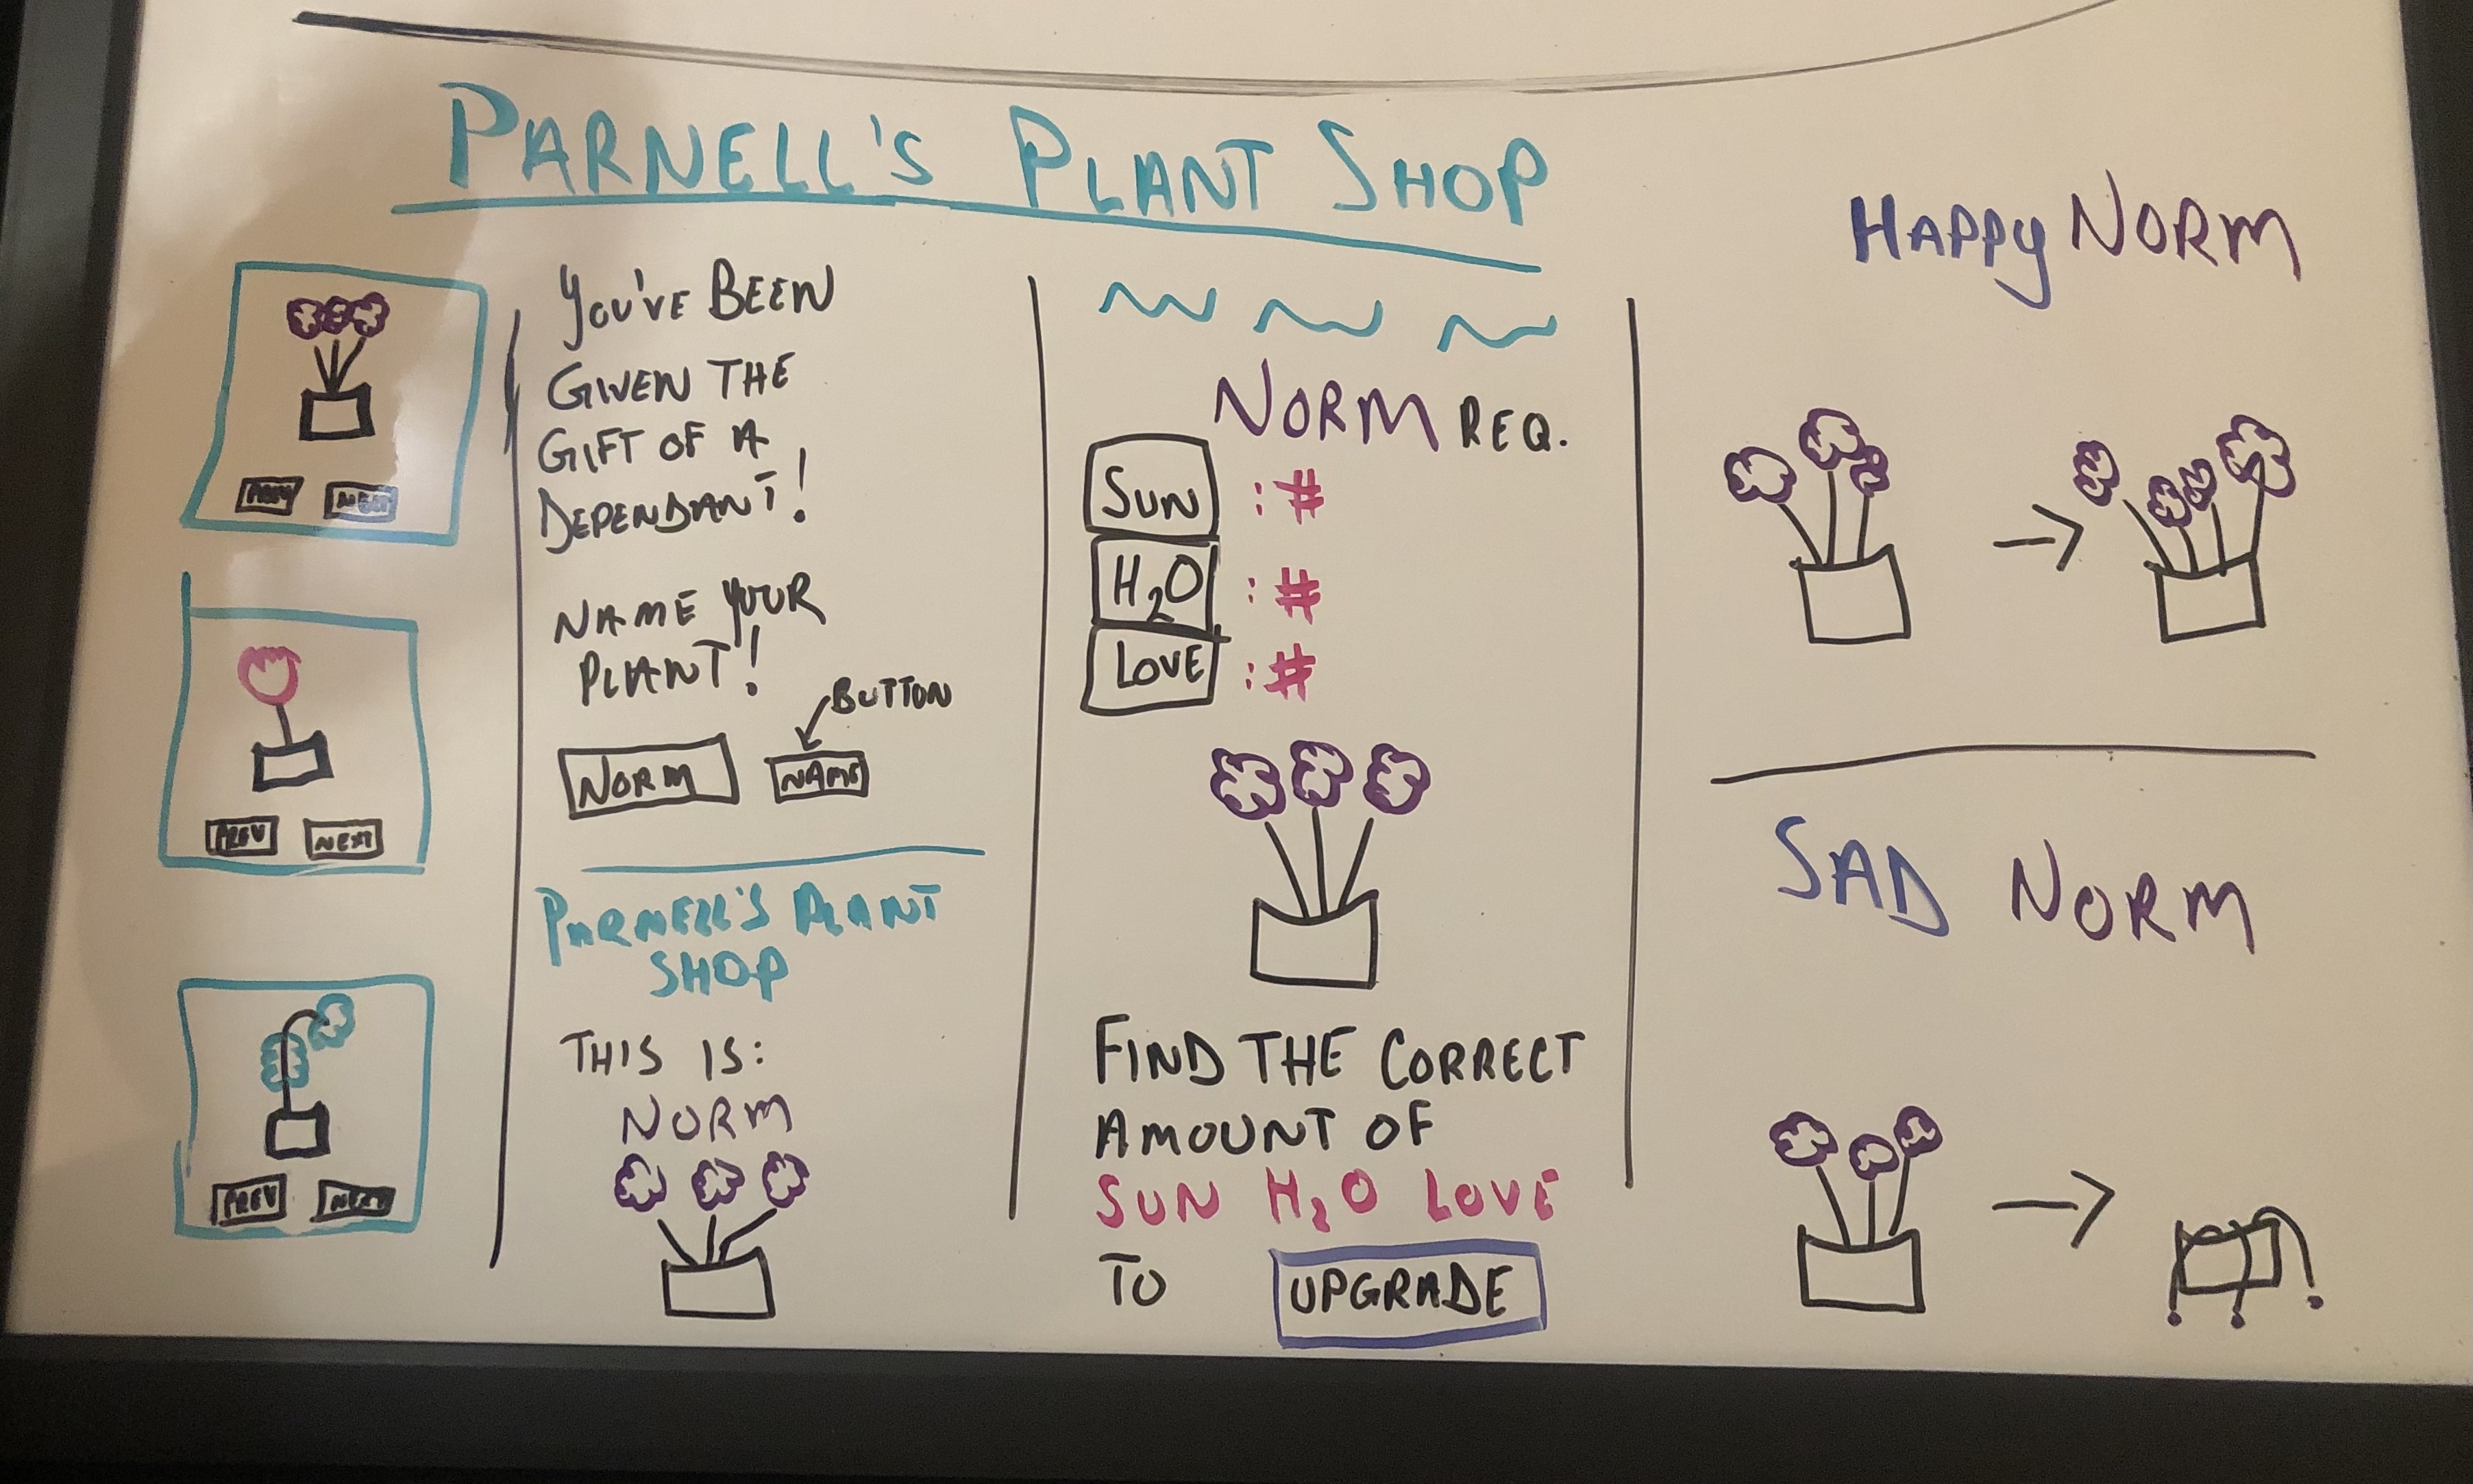 PARNELL'S PLANT SHOP
PREV NEXT
PREV NEXT
PREV NEXT
YOU'VE BEEN
GIVEN THE
GIFT OF A
DEPENDANT!
NAME YOUR
PLANT!
BUTTON
NORM NAME
PARNELL'S PLANT
SHOP
THIS IS:
NORM
NORM REQ.
SUN :#
H₂O :#
LOVE :#
FIND THE CORRECT
AMOUNT OF
SUN H₂O LOVE
TO UPGRADE
HAPPY NORM
SAD NORM